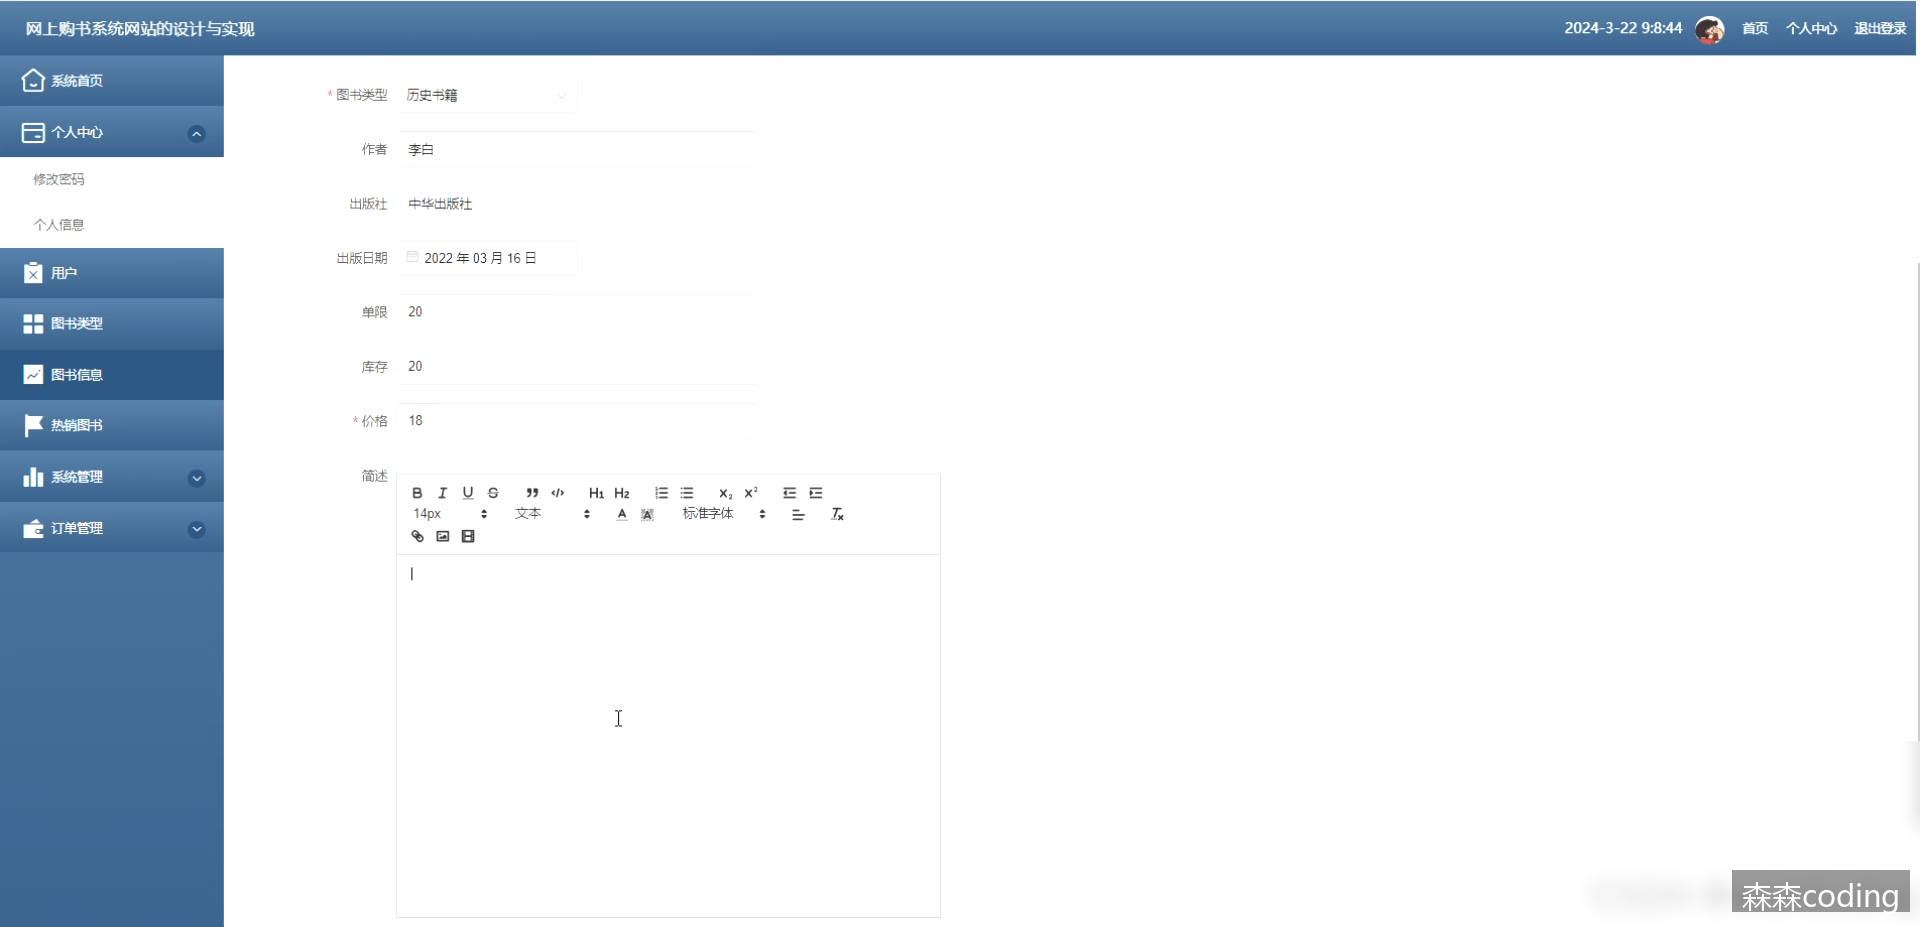 网上购书系统网站的设计与实现
2024-3-22 9:8:44 首页 个人中心 退出登录
系统首页
个人中心
修改密码
个人信息
用户
图书类型
图书信息
热销图书
系统管理
订单管理
* 图书类型 历史书籍
作者 李白
出版社 中华出版社
出版日期 2022 年 03 月 16 日
单限 20
库存 20
* 价格 18
简述
B I U S H1 H2 x₂ x²
14px 文本 A A 标准字体
森森coding